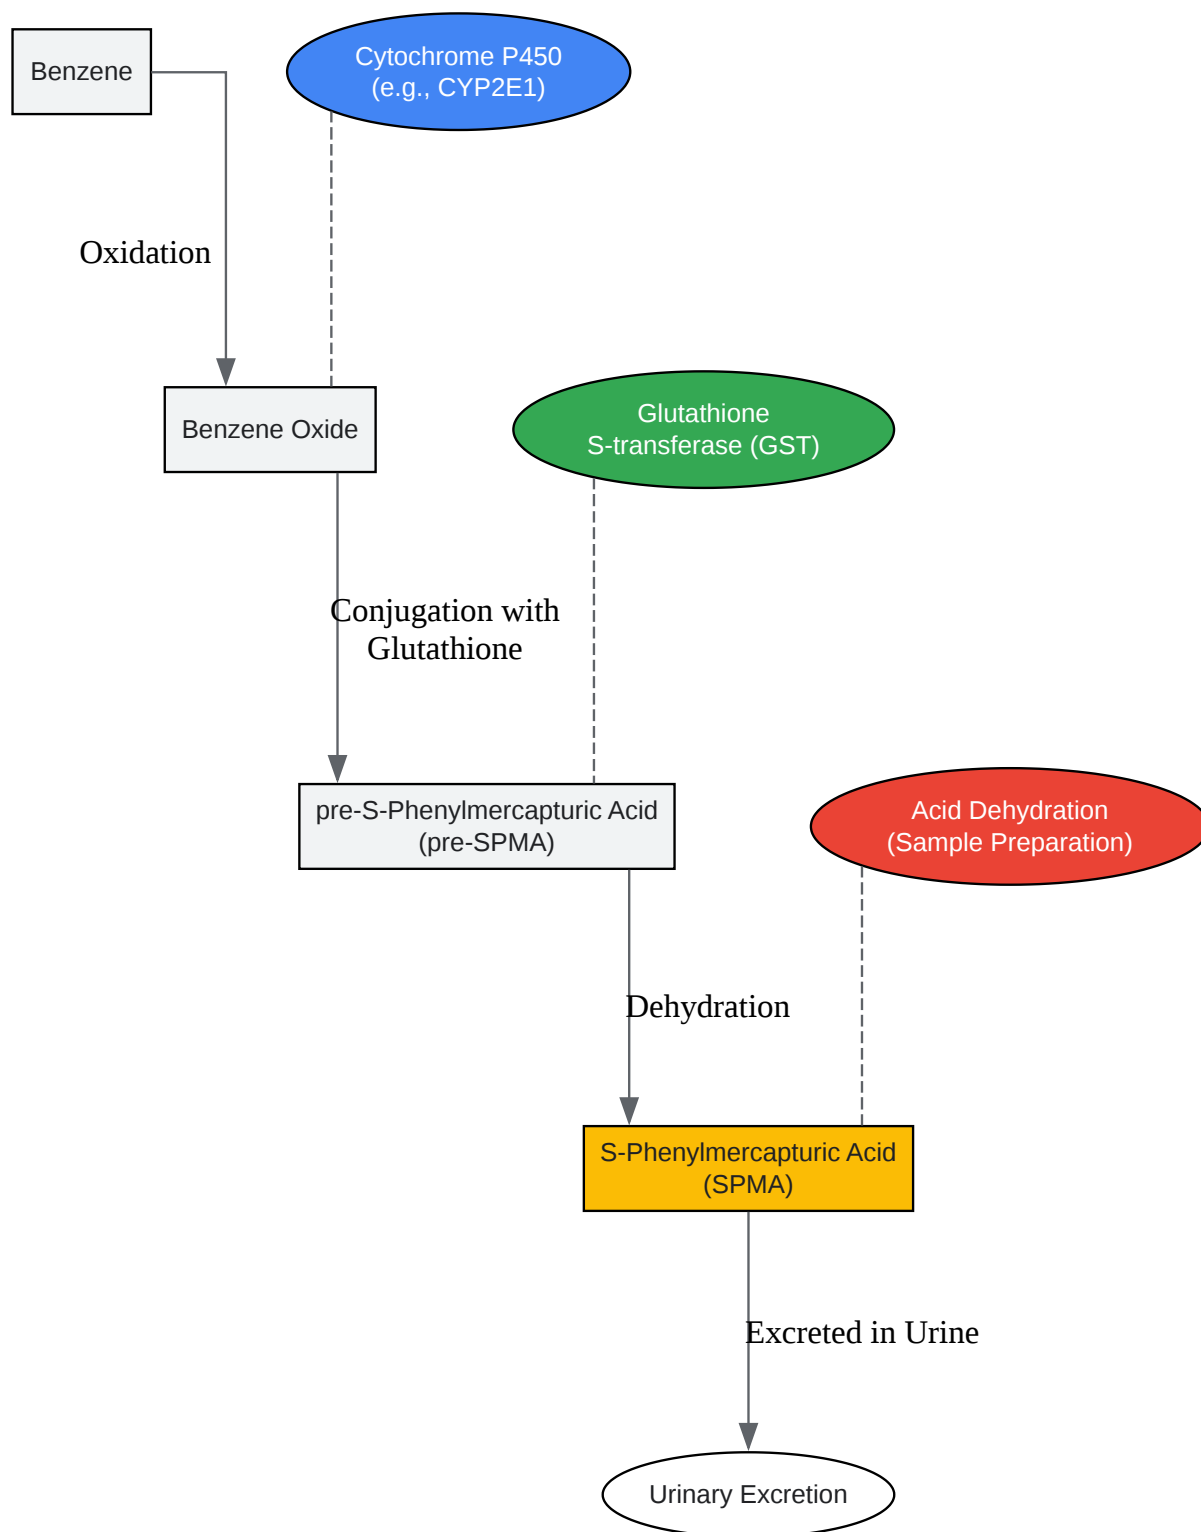 Benzene
Cytochrome P450
(e.g., CYP2E1)
Oxidation
Benzene Oxide
Glutathione
S-transferase (GST)
Conjugation with
Glutathione
pre-S-Phenylmercapturic Acid
(pre-SPMA)
Acid Dehydration
(Sample Preparation)
Dehydration
S-Phenylmercapturic Acid
(SPMA)
Excreted in Urine
Urinary Excretion